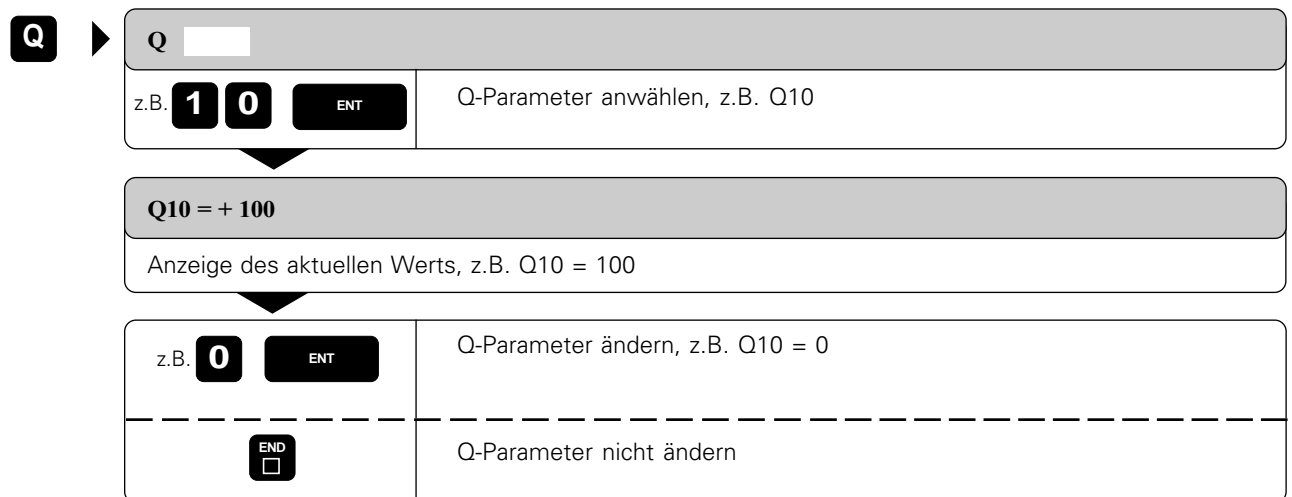 Q
Q
z.B. 1 0 ENT Q-Parameter anwählen, z.B. Q10
Q10 = + 100
Anzeige des aktuellen Werts, z.B. Q10 = 100
z.B. 0 ENT Q-Parameter ändern, z.B. Q10 = 0
END Q-Parameter nicht ändern